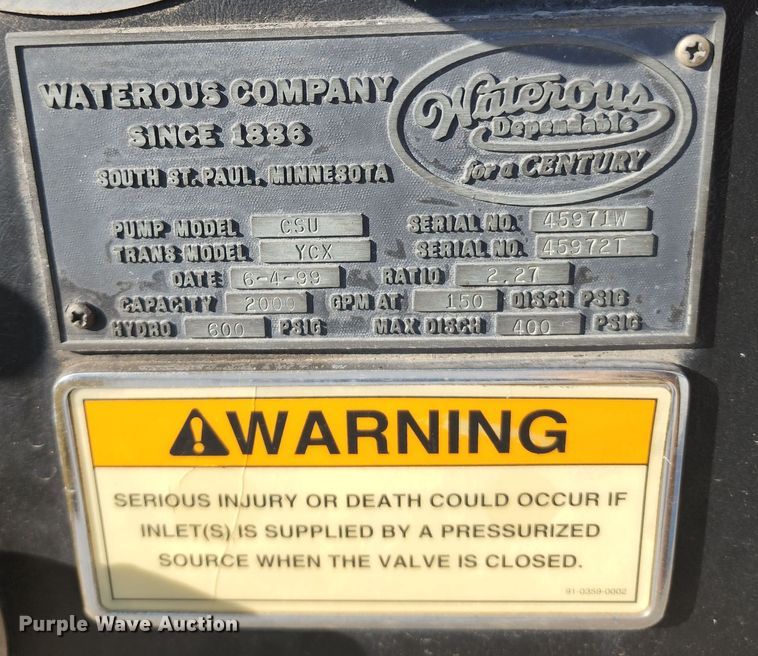 WATEROUS COMPANY
SINCE 1886
SOUTH ST. PAUL, MINNESOTA
Waterous
Dependable
for a CENTURY
PUMP MODEL CSU SERIAL NO. 45971W
TRANS MODEL YCX SERIAL NO. 45972T
DATE 6-4-99 RATIO 2.27
CAPACITY 2000 GPM AT 150 DISCH PSIG
HYDRO 600 PSIG MAX DISCH 400 PSIG
WARNING
SERIOUS INJURY OR DEATH COULD OCCUR IF
INLET(S) IS SUPPLIED BY A PRESSURIZED
SOURCE WHEN THE VALVE IS CLOSED.
91-0359-0002
Purple Wave Auction